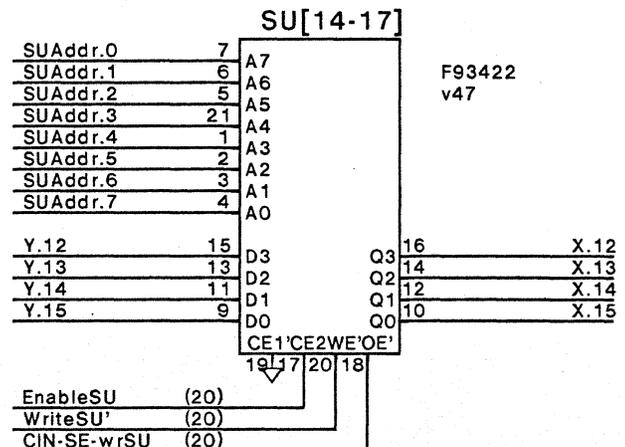 SU[14-17]
F93422
v47
SUAddr.0 7 A7
SUAddr.1 6 A6
SUAddr.2 5 A5
SUAddr.3 21 A4
SUAddr.4 1 A3
SUAddr.5 2 A2
SUAddr.6 3 A1
SUAddr.7 4 A0
Y.12 15 D3 Q3 16 X.12
Y.13 13 D2 Q2 14 X.13
Y.14 11 D1 Q1 12 X.14
Y.15 9 D0 Q0 10 X.15
CE1'CE2WE'OE'
19 17 20 18
EnableSU (20)
WriteSU' (20)
CIN-SE-wrSU (20)